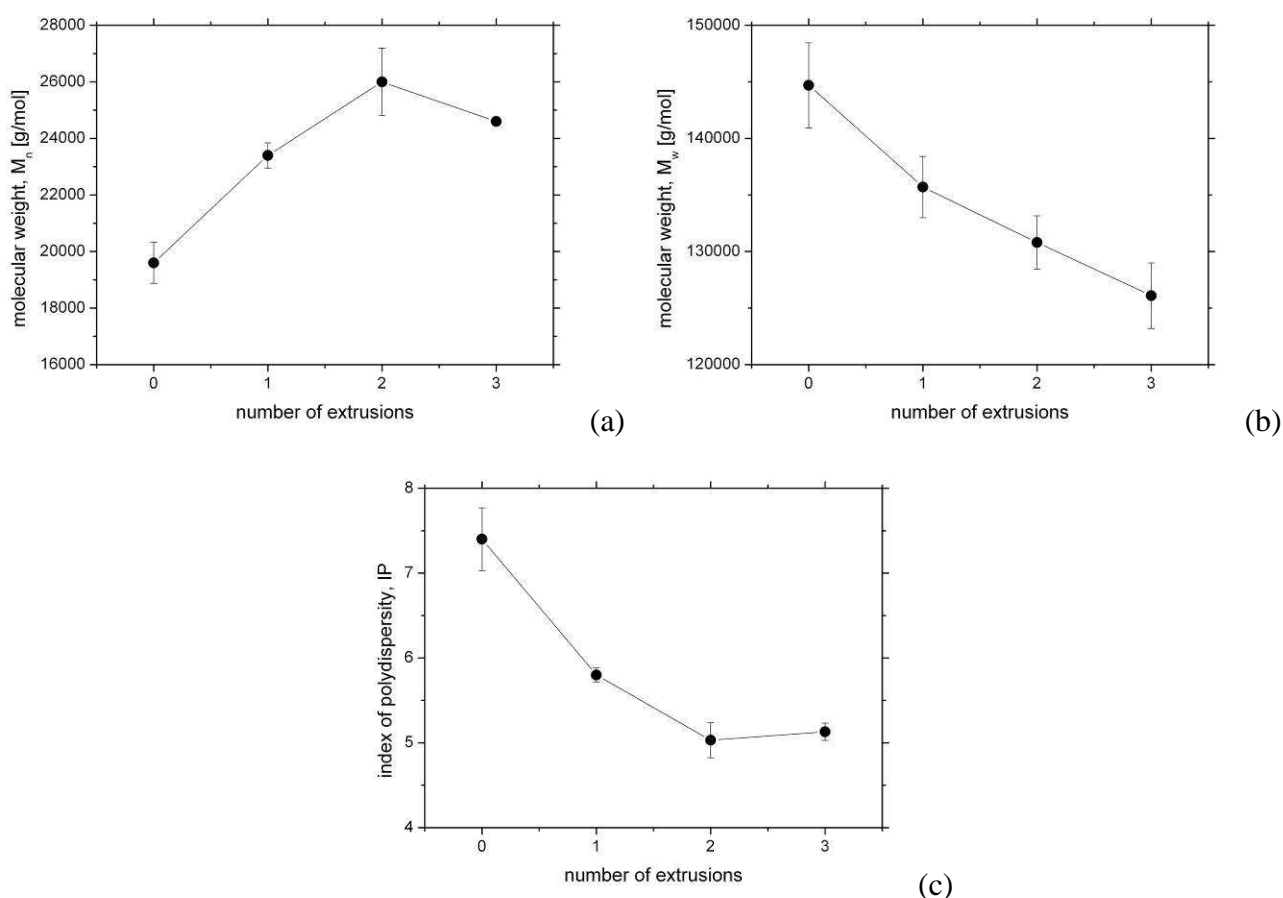 28000
26000
24000
22000
20000
18000
16000
molecular weight, Mₙ [g/mol]
0 1 2 3
number of extrusions
(a)
150000
140000
130000
120000
molecular weight, M_w [g/mol]
0 1 2 3
number of extrusions
(b)
8
7
6
5
4
index of polydispersity, IP
0 1 2 3
number of extrusions
(c)